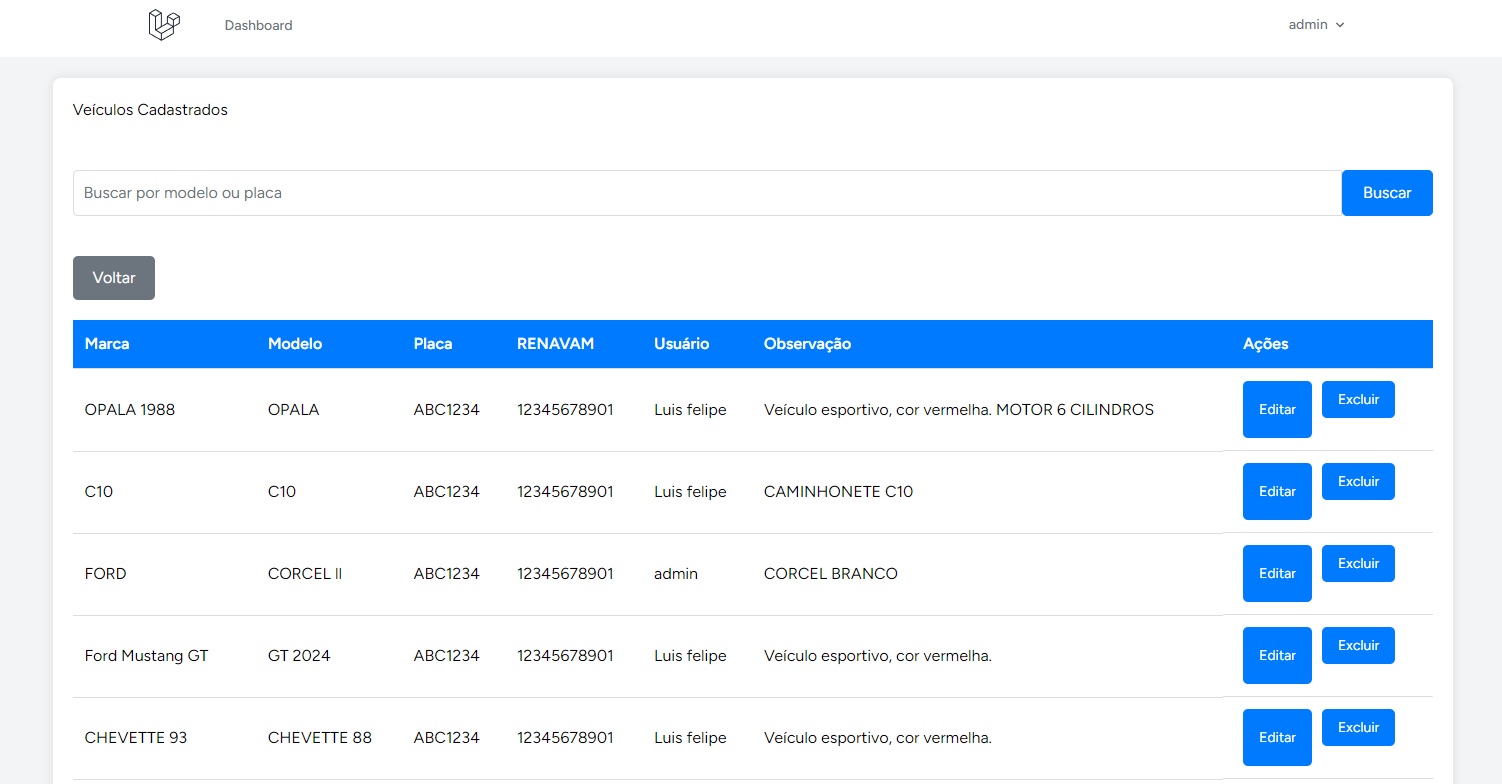 Dashboard admin
Veículos Cadastrados
Buscar por modelo ou placa Buscar
Voltar
Marca Modelo Placa RENAVAM Usuário Observação Ações
OPALA 1988 OPALA ABC1234 12345678901 Luis felipe Veículo esportivo, cor vermelha. MOTOR 6 CILINDROS Editar Excluir
C10 C10 ABC1234 12345678901 Luis felipe CAMINHONETE C10 Editar Excluir
FORD CORCEL II ABC1234 12345678901 admin CORCEL BRANCO Editar Excluir
Ford Mustang GT GT 2024 ABC1234 12345678901 Luis felipe Veículo esportivo, cor vermelha. Editar Excluir
CHEVETTE 93 CHEVETTE 88 ABC1234 12345678901 Luis felipe Veículo esportivo, cor vermelha. Editar Excluir